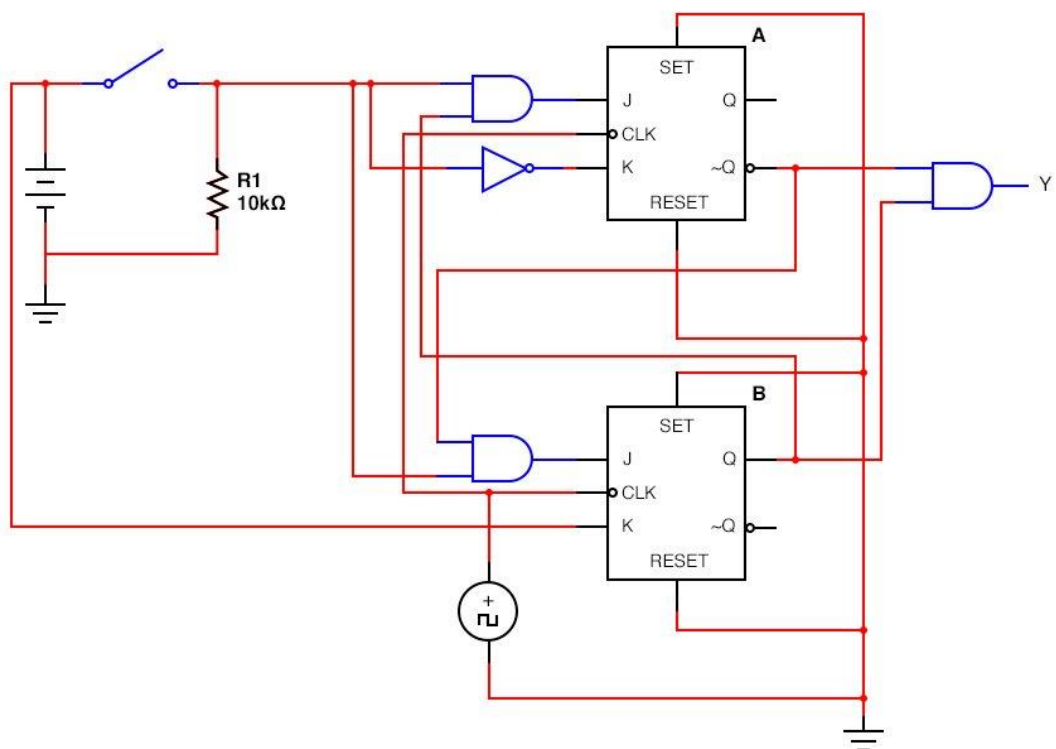 A
SET
J
Q
CLK
K
~Q
RESET
Y
R1
10kΩ
B
SET
J
Q
CLK
K
~Q
RESET
+